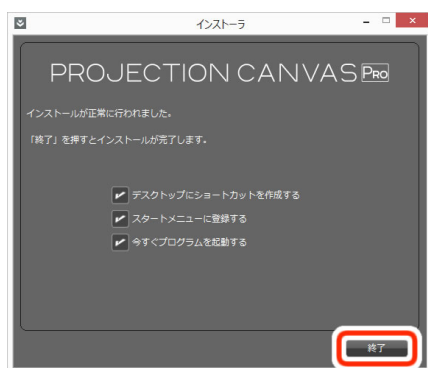 インストーラ
PROJECTION CANVAS PRO
インストールが正常に行われました。
「終了」を押すとインストールが完了します。
デスクトップにショートカットを作成する
スタートメニューに登録する
今すぐプログラムを起動する
終了